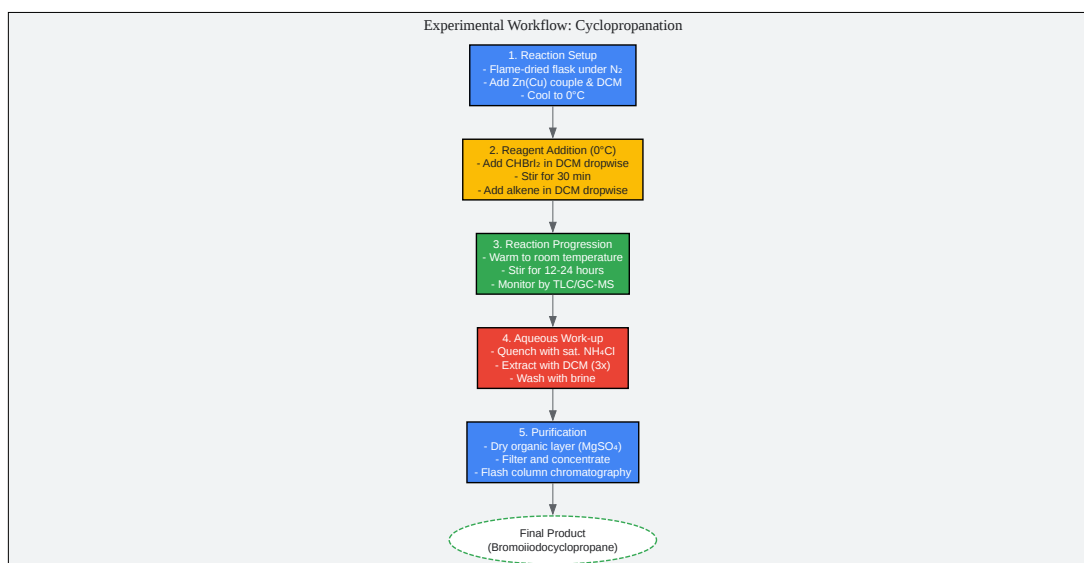 Experimental Workflow: Cyclopropanation
1. Reaction Setup
- Flame-dried flask under N₂
- Add Zn(Cu) couple & DCM
- Cool to 0°C
2. Reagent Addition (0°C)
- Add CHBrI₂ in DCM dropwise
- Stir for 30 min
- Add alkene in DCM dropwise
3. Reaction Progression
- Warm to room temperature
- Stir for 12-24 hours
- Monitor by TLC/GC-MS
4. Aqueous Work-up
- Quench with sat. NH₄Cl
- Extract with DCM (3x)
- Wash with brine
5. Purification
- Dry organic layer (MgSO₄)
- Filter and concentrate
- Flash column chromatography
Final Product
(Bromoiiodocyclopropane)